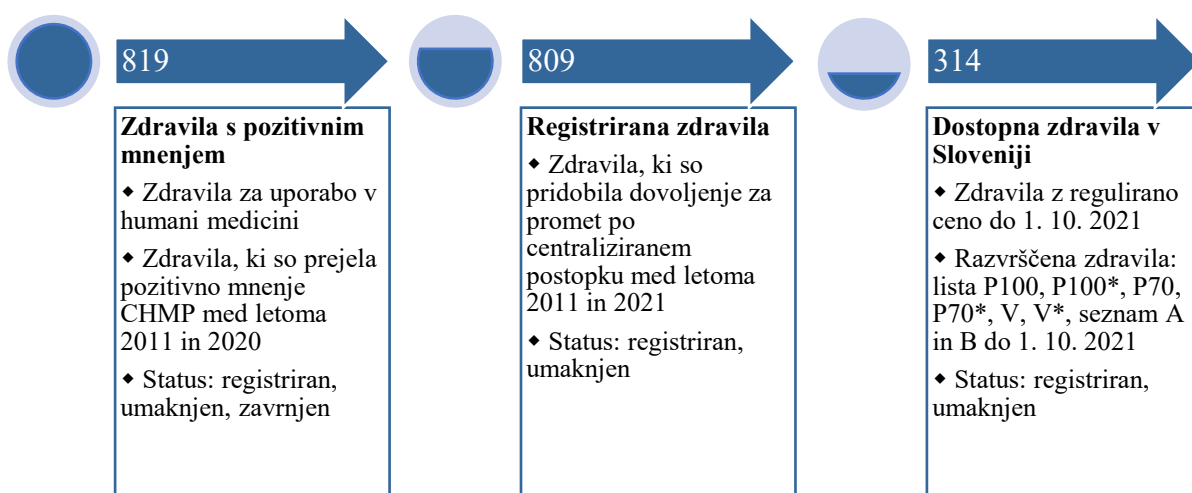 819
Zdravila s pozitivnim
mnenjem
◆ Zdravila za uporabo v
humani medicini
◆ Zdravila, ki so prejela
pozitivno mnenje
CHMP med letoma
2011 in 2020
◆ Status: registriran,
umaknjen, zavrnjen
809
Registrirana zdravila
◆ Zdravila, ki so
pridobila dovoljenje za
promet po
centraliziranem
postopku med letoma
2011 in 2021
◆ Status: registriran,
umaknjen
314
Dostopna zdravila v
Sloveniji
◆ Zdravila z regulirano
ceno do 1. 10. 2021
◆ Razvrščena zdravila:
lista P100, P100*, P70,
P70*, V, V*, seznam A
in B do 1. 10. 2021
◆ Status: registriran,
umaknjen